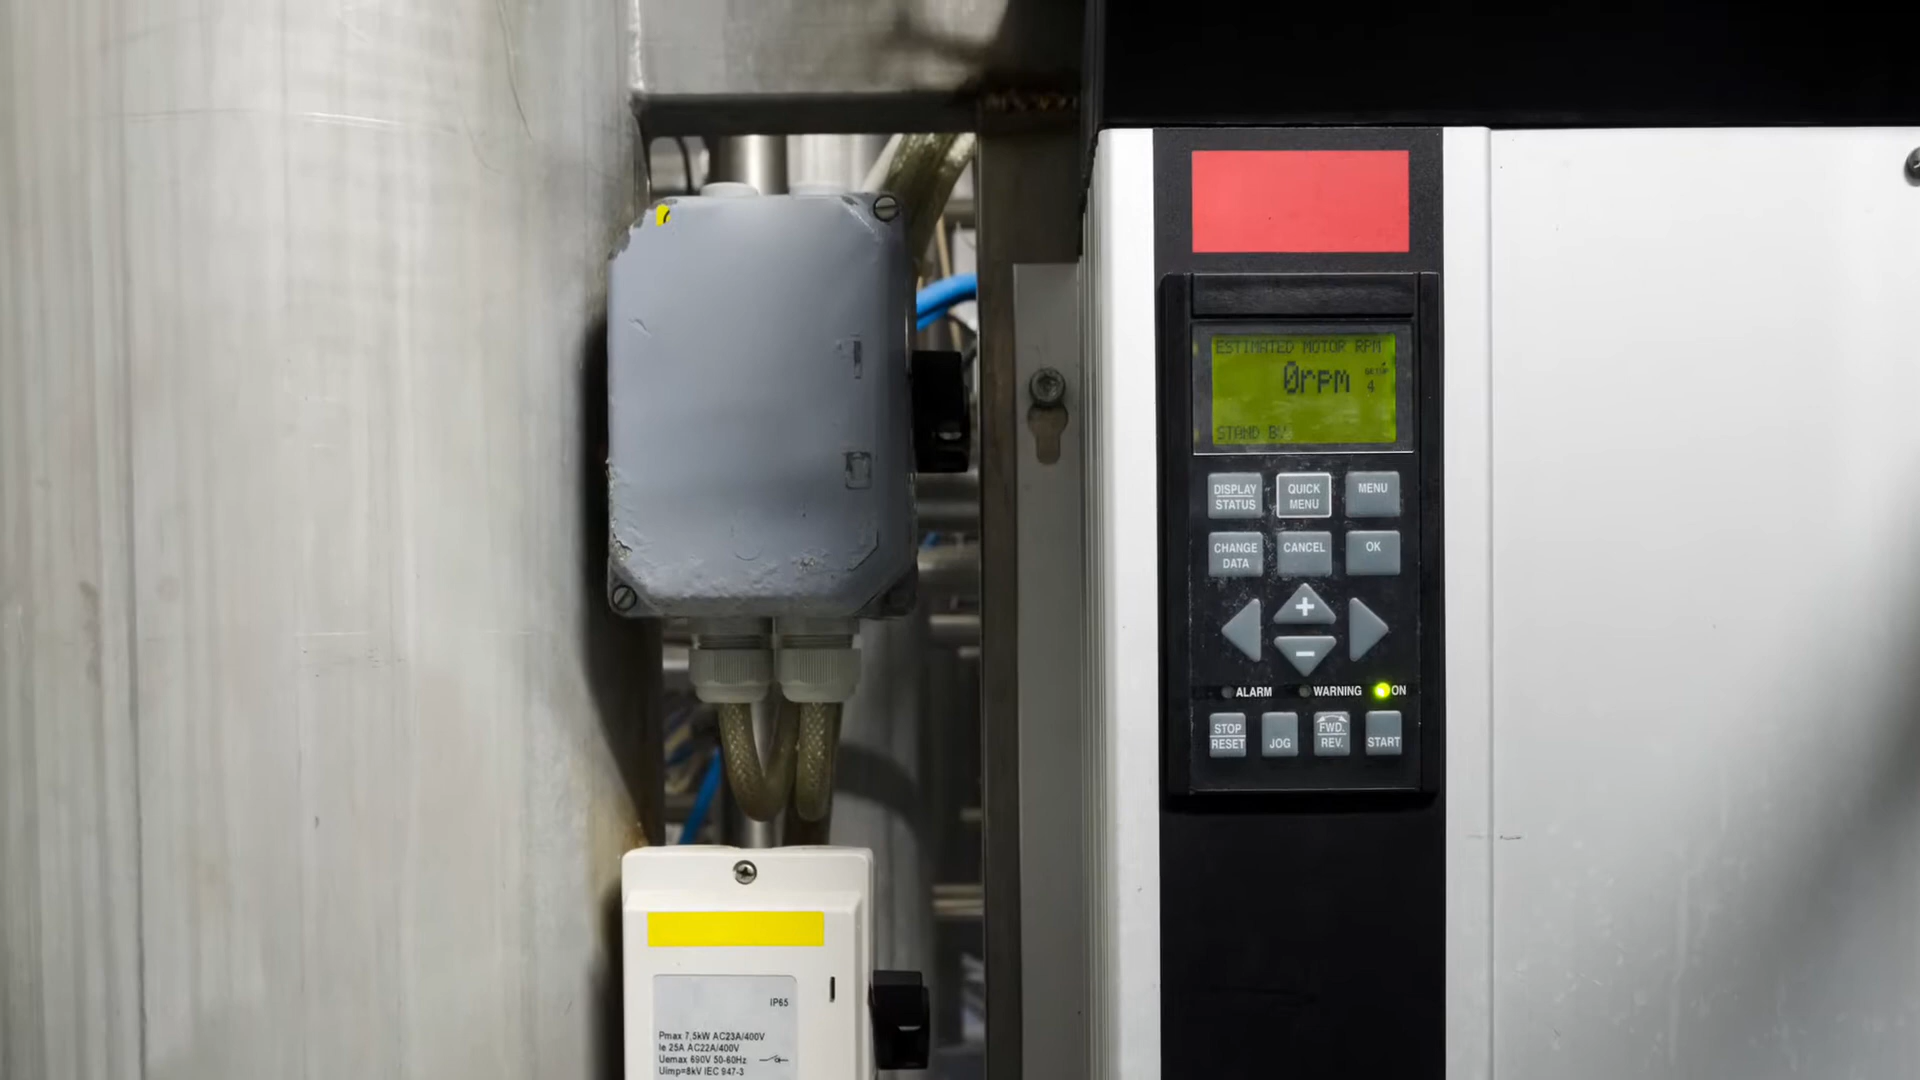 ESTIMATED MOTOR RPM
0rpm
SETUP
4
STAND BY
DISPLAY
STATUS
QUICK
MENU
MENU
CHANGE
DATA
CANCEL
OK
+
−
ALARM
WARNING
ON
STOP
RESET
JOG
FWD.
REV.
START
IP65
Pmax 7,5kW AC23A/400V
Ie 25A AC22A/400V
Uemax 690V 50-60Hz
Uimp=8kV IEC 947-3